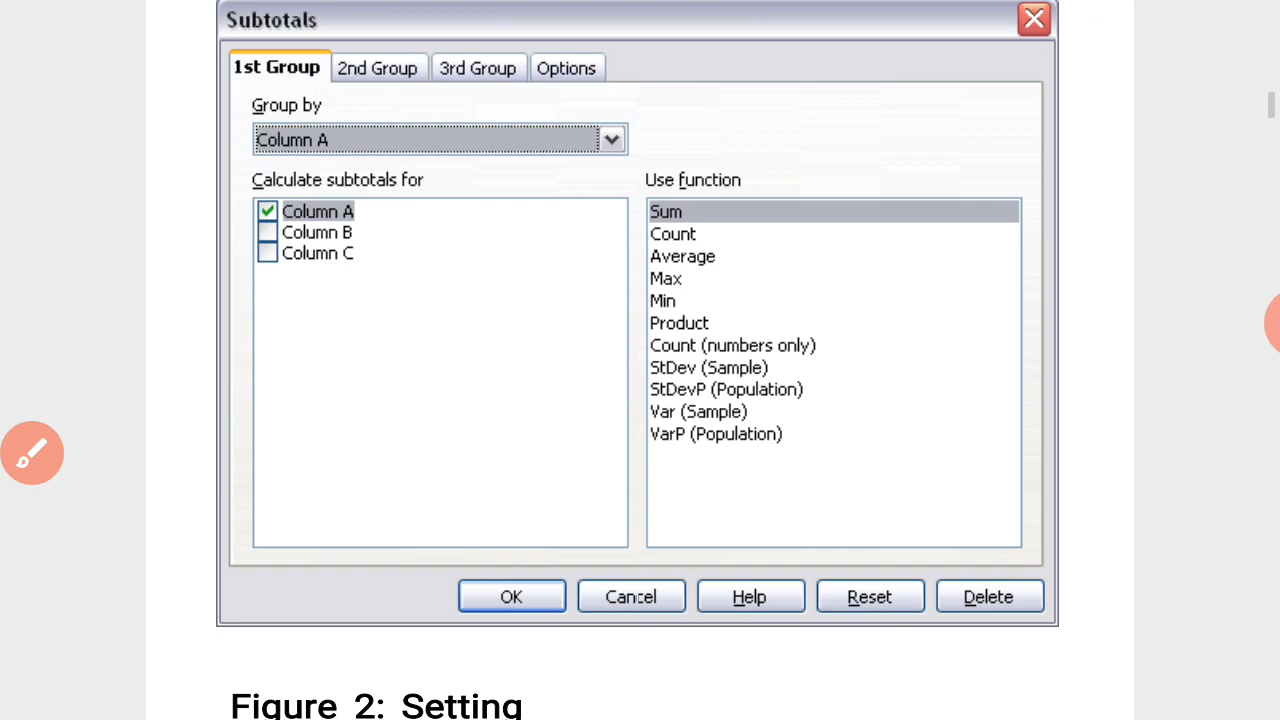 Subtotals
1st Group 2nd Group 3rd Group Options
Group by
Column A
Calculate subtotals for
Column A
Column B
Column C
Use function
Sum
Count
Average
Max
Min
Product
Count (numbers only)
StDev (Sample)
StDevP (Population)
Var (Sample)
VarP (Population)
OK Cancel Help Reset Delete
Figure 2: Setting